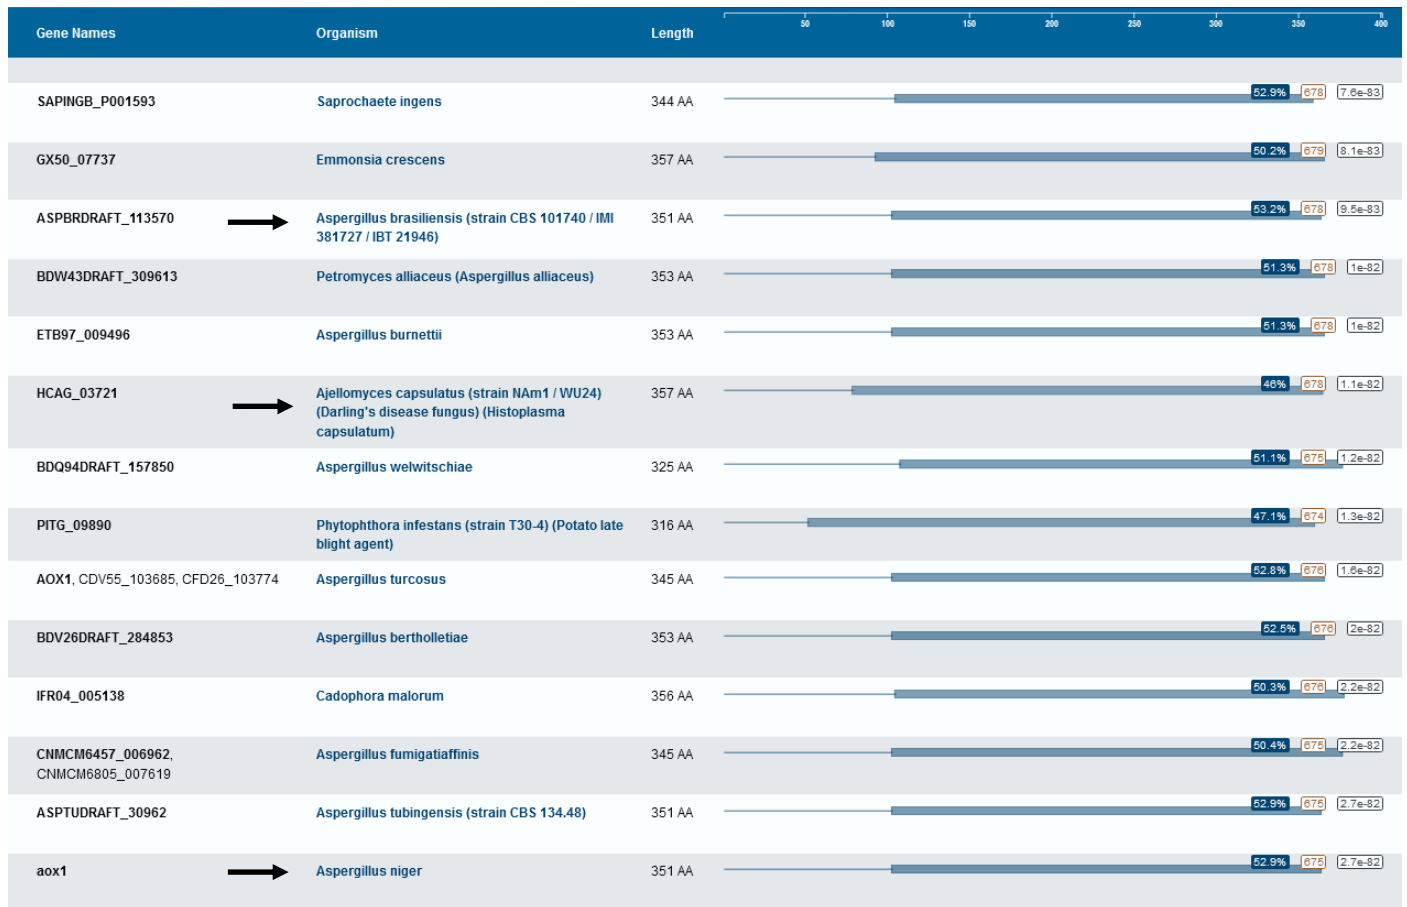 Gene Names Organism Length 50 100 150 200 250 300 350 400
SAPINGB_P001593 Saprochaete ingens 344 AA 52.9% 678 7.6e-83
GX50_07737 Emmonsia crescens 357 AA 50.2% 679 8.1e-83
ASPBRDRAFT_113570 Aspergillus brasiliensis (strain CBS 101740 / IMI 351 AA 53.2% 678 9.5e-83
381727 / IBT 21946)
BDW43DRAFT_309613 Petromyces alliaceus (Aspergillus alliaceus) 353 AA 51.3% 678 1e-82
ETB97_009496 Aspergillus burnettii 353 AA 51.3% 678 1e-82
HCAG_03721 Ajellomyces capsulatus (strain NAm1 / WU24) 357 AA 46% 678 1.1e-82
(Darling's disease fungus) (Histoplasma
capsulatum)
BDQ94DRAFT_157850 Aspergillus welwitschiae 325 AA 51.1% 675 1.2e-82
PITG_09890 Phytophthora infestans (strain T30-4) (Potato late 316 AA 47.1% 674 1.3e-82
blight agent)
AOX1, CDV55_103685, CFD26_103774 Aspergillus turcosus 345 AA 52.8% 676 1.6e-82
BDV26DRAFT_284853 Aspergillus bertholletiae 353 AA 52.5% 676 2e-82
IFR04_005138 Cadophora malorum 356 AA 50.3% 676 2.2e-82
CNMCM6457_006962, Aspergillus fumigatiaffinis 345 AA 50.4% 675 2.2e-82
CNMCM6805_007619
ASPTUDRAFT_30962 Aspergillus tubingensis (strain CBS 134.48) 351 AA 52.9% 675 2.7e-82
aox1 Aspergillus niger 351 AA 52.9% 675 2.7e-82